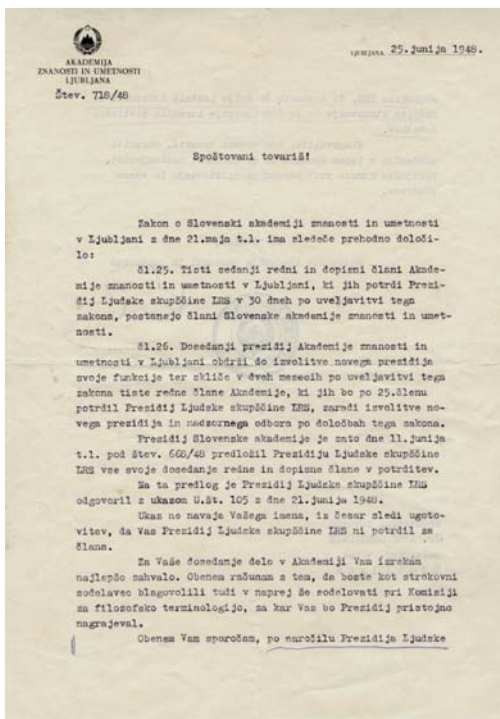 AKADEMIJA
ZNANOSTI IN UMETNOSTI
LJUBLJANA
Štev. 718/48
LJUBLJANA, 25. junija 1948.
Spoštovani tovariš!
Zakon o Slovenski akademiji znanosti in umetnosti
v Ljubljani z dne 21.maja t.l. ima sledeče prehodno določi-
lo:
čl.25. Tisti sedanji redni in dopisni člani Akade-
mije znanosti in umetnosti v Ljubljani, ki jih potrdi Prezi-
dij Ljudske skupščine LRS v 30 dneh po uveljavitvi tega
zakona, postanejo člani Slovenske akademije znanosti in umet-
nosti.
čl.26. Dosedanji prezidij Akademije znanosti in
umetnosti v Ljubljani obdrži do izvolitve novega prezidija
svoje funkcije ter skliče v dveh mesecih po uveljavitvi tega
zakona tiste redne člane Akademije, ki jih bo po 25.členu
potrdil Prezidij Ljudske skupščine LRS, zaradi izvolitve no-
vega prezidija in nadzornega odbora po določbah tega zakona.
Prezidij Slovenske akademije je zato dne 11.junija
t.l. pod štev. 668/48 predložil Prezidiju Ljudske skupščine
LRS vse svoje dosedanje redne in dopisne člane v potrditev.
Na ta predlog je Prezidij Ljudske skupščine LRS
odgovoril z ukazom U.št. 105 z dne 21.junija 1948.
Ukaz ne navaja Vašega imena, iz česar sledi ugoto-
vitev, da Vas Prezidij Ljudske skupščine LRS ni potrdil za
člana.
Za Vaše dosedanje delo v Akademiji Vam izrekam
najlepšo zahvalo. Obenem računam s tem, da boste kot strokovni
sodelavec blagovolili tudi v naprej še sodelovati pri Komisiji
za filozofsko terminologijo, za kar Vas bo Prezidij pristojno
nagrajeval.
Obenem Vam sporočam, po naročilu Prezidija Ljudske